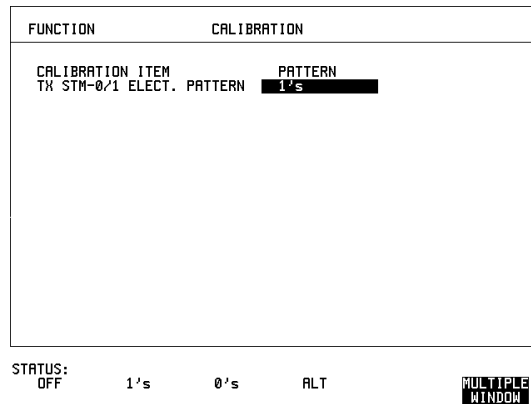 FUNCTION CALIBRATION
CALIBRATION ITEM PATTERN
TX STM-0/1 ELECT. PATTERN 1's
STATUS:
OFF 1's 0's ALT MULTIPLE
WINDOW